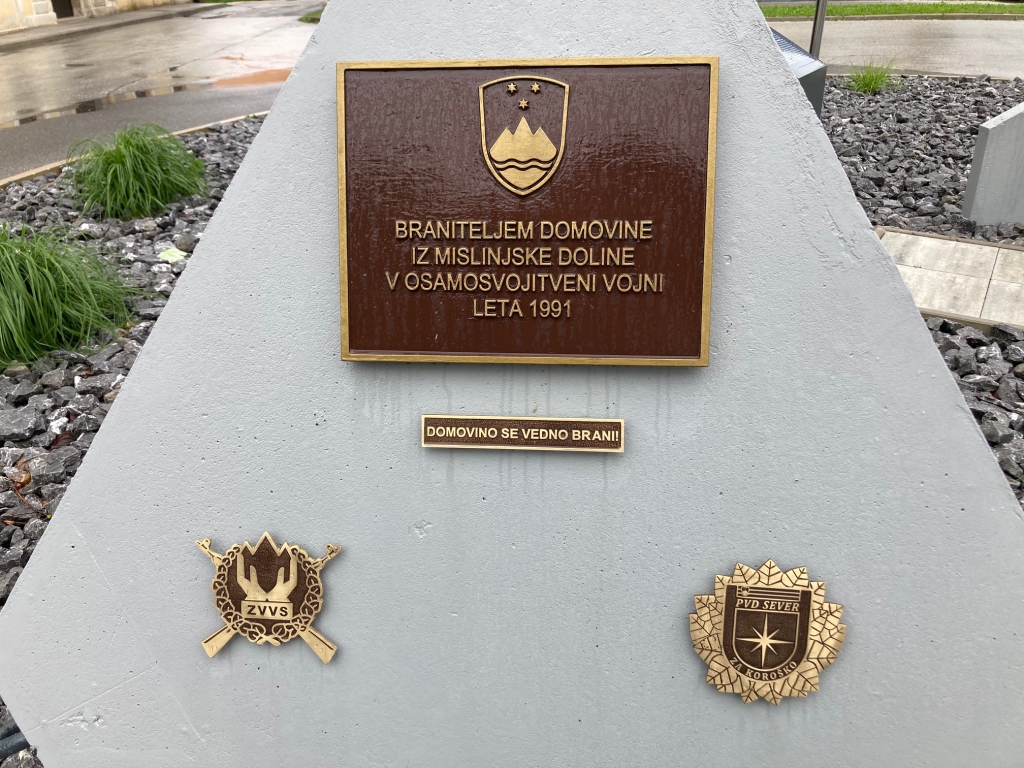 BRANITELJEM DOMOVINE
IZ MISLINJSKE DOLINE
V OSAMOSVOJITVENI VOJNI
LETA 1991
DOMOVINO SE VEDNO BRANI!
ZVVS
PVD SEVER
ZA KOROŠKO